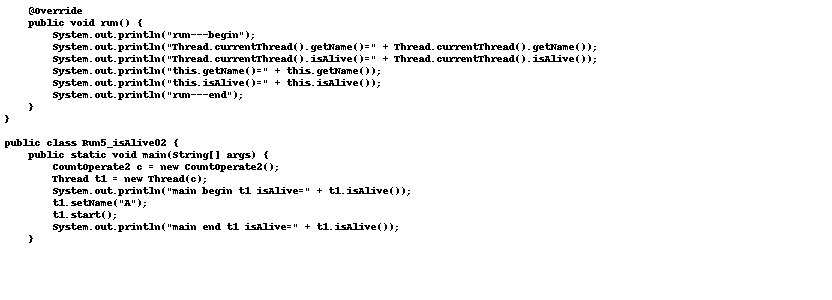 @Override
public void run() {
System.out.println("run---begin");
System.out.println("Thread.currentThread().getName()=" + Thread.currentThread().getName());
System.out.println("Thread.currentThread().isAlive()=" + Thread.currentThread().isAlive());
System.out.println("this.getName()=" + this.getName());
System.out.println("this.isAlive()=" + this.isAlive());
System.out.println("run---end");
}
}
public class Run5_isAlive02 {
public static void main(String[] args) {
CountOperate2 c = new CountOperate2();
Thread t1 = new Thread(c);
System.out.println("main begin t1 isAlive=" + t1.isAlive());
t1.setName("A");
t1.start();
System.out.println("main end t1 isAlive=" + t1.isAlive());
}